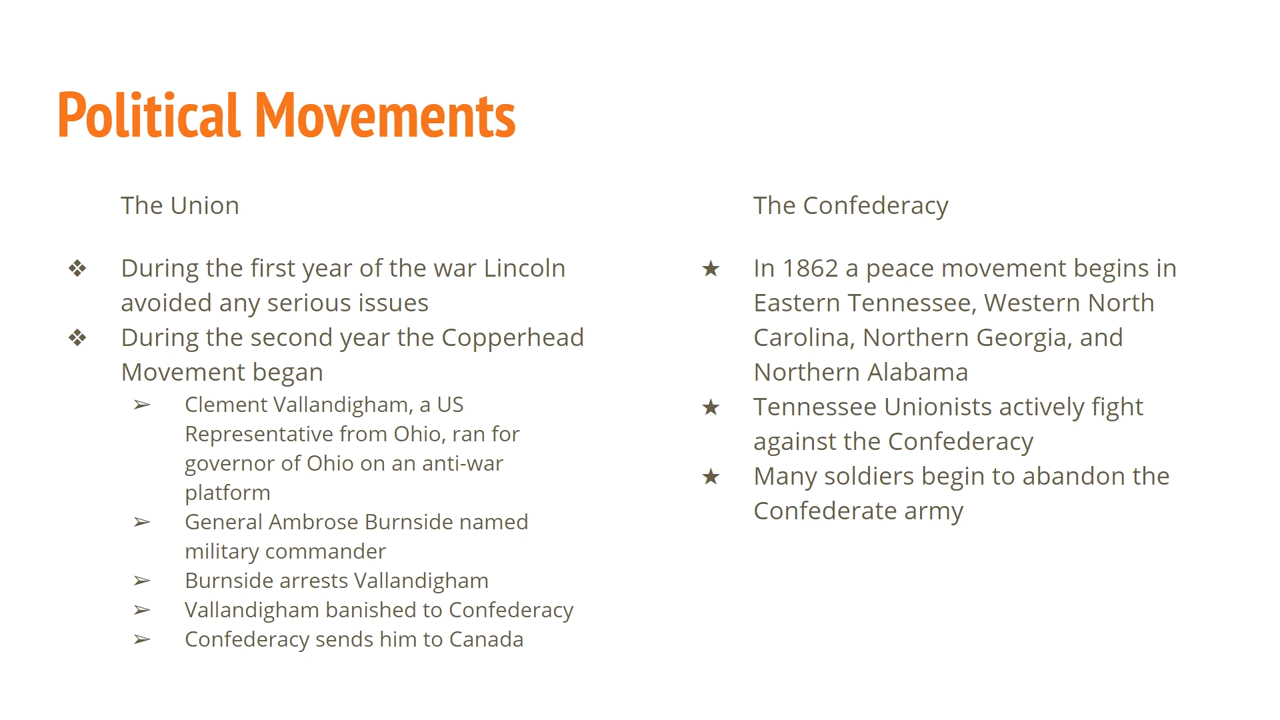 Political Movements
The Union
❖ During the first year of the war Lincoln
avoided any serious issues
❖ During the second year the Copperhead
Movement began
➢ Clement Vallandigham, a US
Representative from Ohio, ran for
governor of Ohio on an anti-war
platform
➢ General Ambrose Burnside named
military commander
➢ Burnside arrests Vallandigham
➢ Vallandigham banished to Confederacy
➢ Confederacy sends him to Canada
The Confederacy
★ In 1862 a peace movement begins in
Eastern Tennessee, Western North
Carolina, Northern Georgia, and
Northern Alabama
★ Tennessee Unionists actively fight
against the Confederacy
★ Many soldiers begin to abandon the
Confederate army